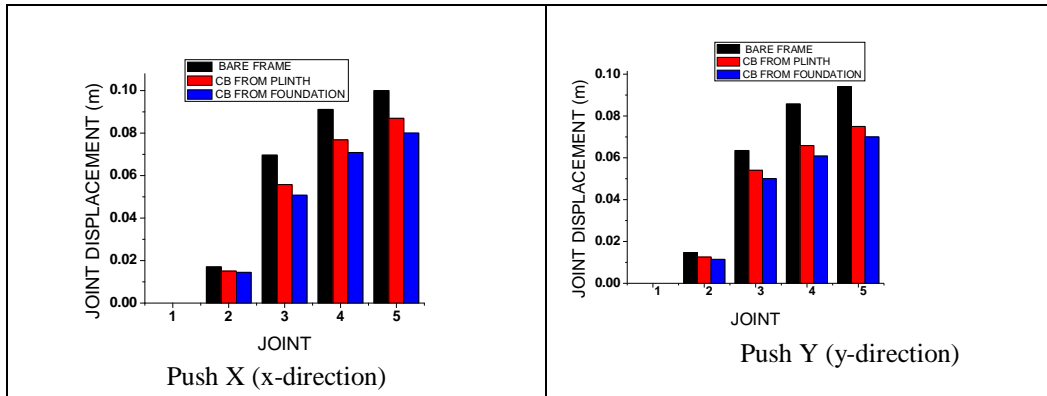 BARE FRAME
CB FROM PLINTH
CB FROM FOUNDATION
JOINT DISPLACEMENT (m)
0.10
0.08
0.06
0.04
0.02
0.00
1 2 3 4 5
JOINT
Push X (x-direction)
BARE FRAME
CB FROM PLINTH
CB FROM FOUNDATION
JOINT DISPLACEMENT (m)
0.10
0.08
0.06
0.04
0.02
0.00
1 2 3 4 5
JOINT
Push Y (y-direction)